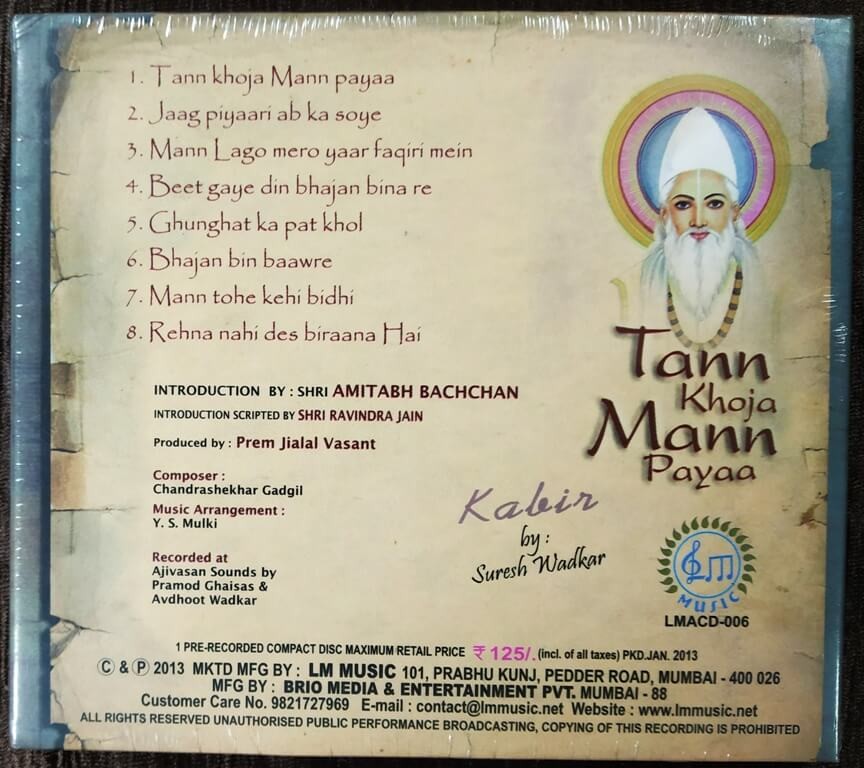 1. Tann khoja Mann payaa
2. Jaag piyaari ab ka soye
3. Mann Lago mero yaar faqiri mein
4. Beet gaye din bhajan bina re
5. Ghunghat ka pat khol
6. Bhajan bin baawre
7. Mann tohe kehi bidhi
8. Rehna nahi des biraana Hai
INTRODUCTION BY : SHRI AMITABH BACHCHAN
INTRODUCTION SCRIPTED BY SHRI RAVINDRA JAIN
Produced by : Prem Jialal Vasant
Composer :
Chandrashekhar Gadgil
Music Arrangement :
Y. S. Mulki
Recorded at
Ajivasan Sounds by
Pramod Ghaisas &
Avdhoot Wadkar
Tann
Khoja
Mann
Payaa
Kabir
by :
Suresh Wadkar
MUSIC
LMACD-006
1 PRE-RECORDED COMPACT DISC MAXIMUM RETAIL PRICE ₹ 125/. (incl. of all taxes) PKD.JAN. 2013
© & ℗ 2013 MKTD MFG BY : LM MUSIC 101, PRABHU KUNJ, PEDDER ROAD, MUMBAI - 400 026
MFG BY : BRIO MEDIA & ENTERTAINMENT PVT. MUMBAI - 88
Customer Care No. 9821727969 E-mail : contact@lmmusic.net Website : www.lmmusic.net
ALL RIGHTS RESERVED UNAUTHORISED PUBLIC PERFORMANCE BROADCASTING, COPYING OF THIS RECORDING IS PROHIBITED